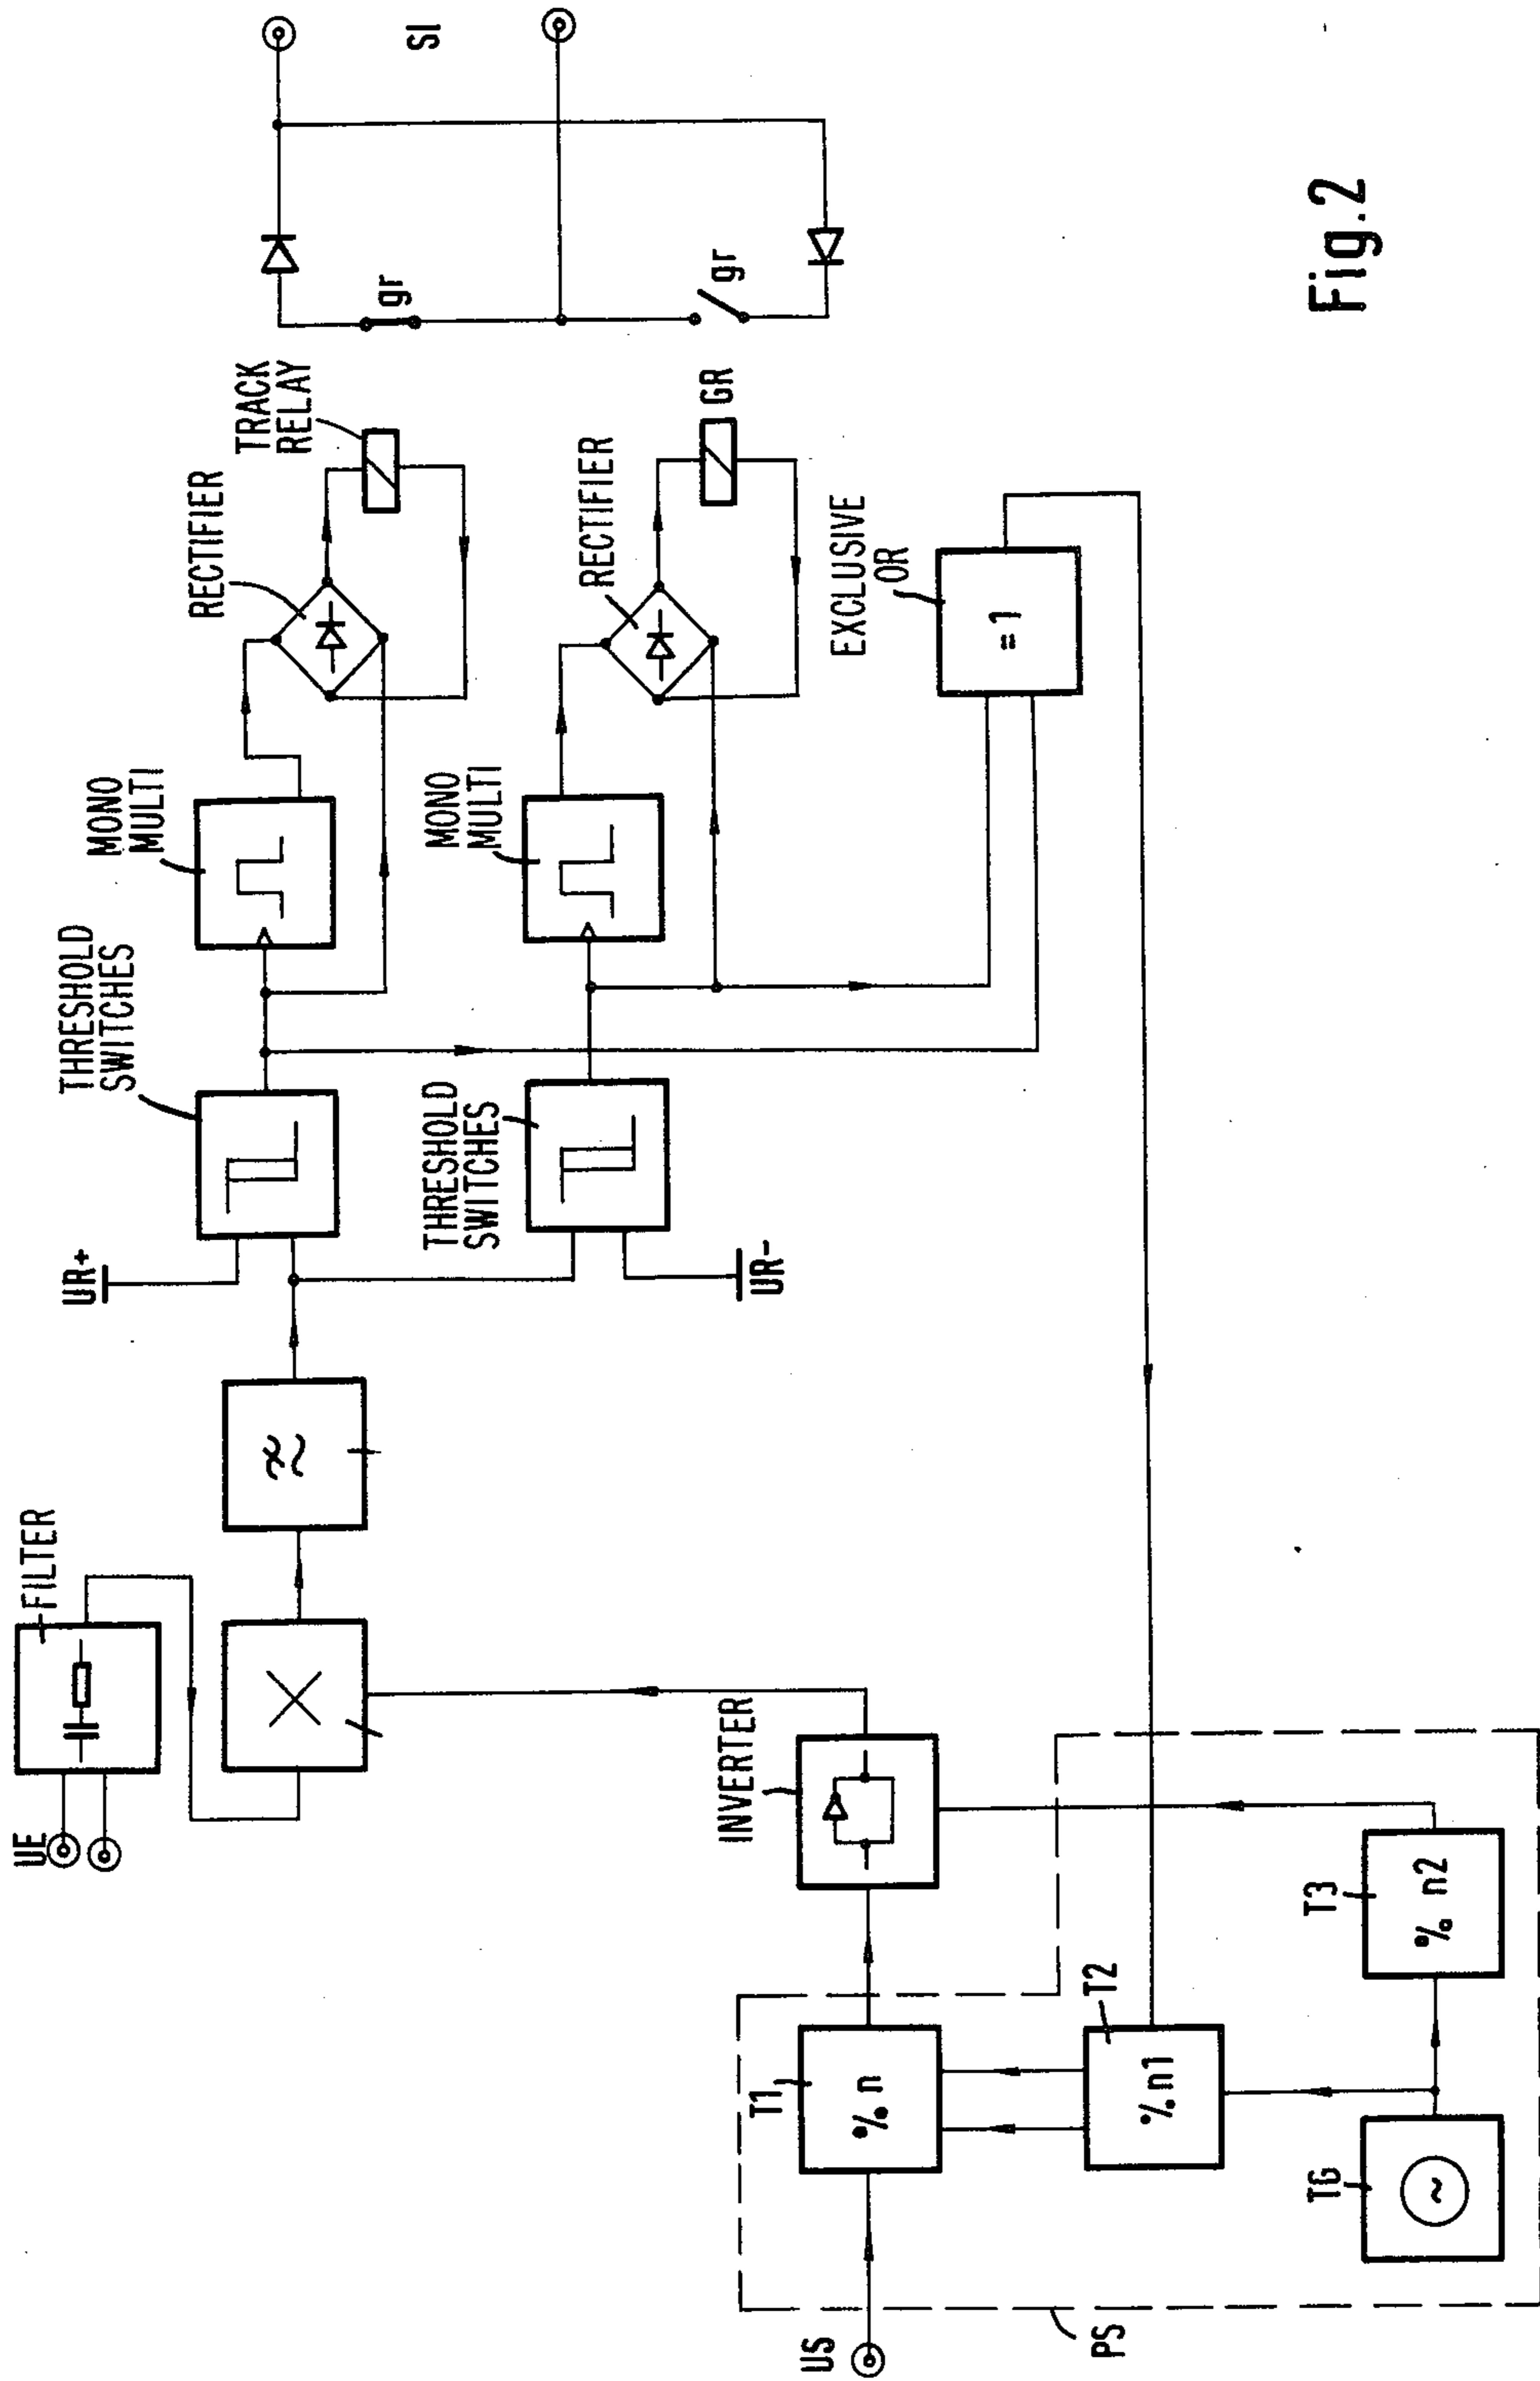 UE
FILTER
UR+
THRESHOLD
SWITCHES
MONO
MULTI
RECTIFIER
TRACK
RELAY
gr
SI
THRESHOLD
SWITCHES
UR-
MONO
MULTI
RECTIFIER
GR
gr
INVERTER
EXCLUSIVE
OR
=1
US
T1
% n
T2
% n1
T3
% n2
TG
PS
Fig.2